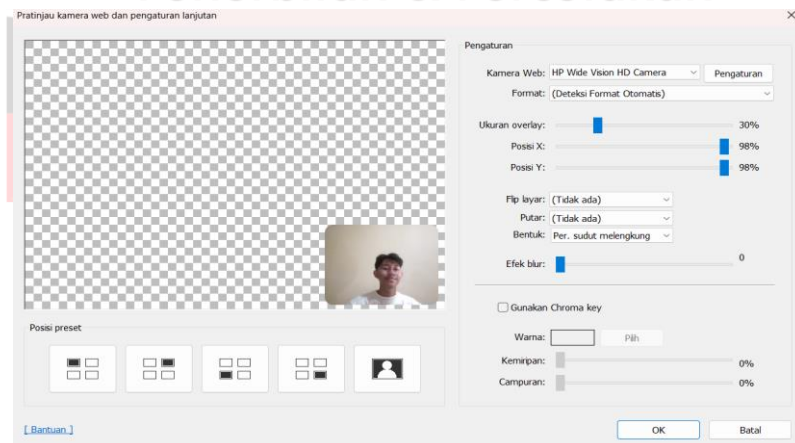 Pratinjau kamera web dan pengaturan lanjutan
Pengaturan
Kamera Web: HP Wide Vision HD Camera Pengaturan
Format: (Deteksi Format Otomatis)
Ukuran overlay: 30%
Posisi X: 98%
Posisi Y: 98%
Flip layar: (Tidak ada)
Putar: (Tidak ada)
Bentuk: Per. sudut melengkung
Efek blur: 0
Gunakan Chroma key
Warna: Pilih
Kemiripan: 0%
Campuran: 0%
Posisi preset
[ Bantuan ]
OK Batal